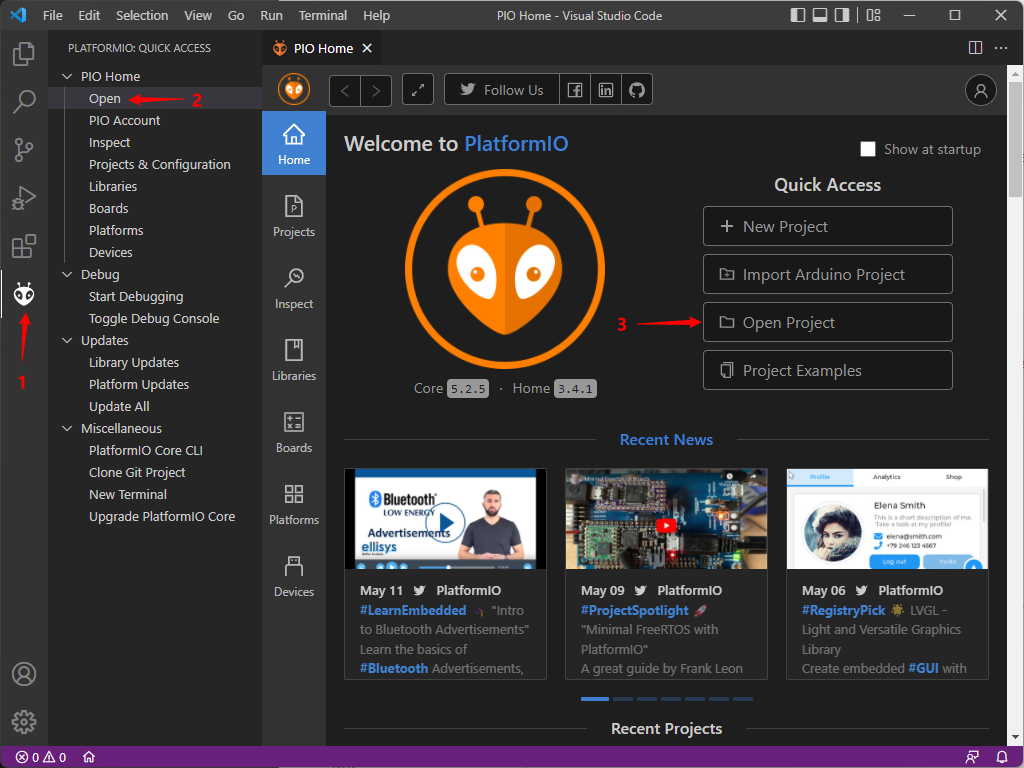 File Edit Selection View Go Run Terminal Help PIO Home - Visual Studio Code
PLATFORMIO: QUICK ACCESS
PIO Home
Open
2
PIO Account
Inspect
Projects & Configuration
Libraries
Boards
Platforms
Devices
Debug
Start Debugging
Toggle Debug Console
Updates
Library Updates
Platform Updates
Update All
Miscellaneous
PlatformIO Core CLI
Clone Git Project
New Terminal
Upgrade PlatformIO Core
1
PIO Home
Follow Us
Home
Projects
Inspect
Libraries
Boards
Platforms
Devices
Welcome to PlatformIO
Show at startup
Quick Access
New Project
Import Arduino Project
3
Open Project
Project Examples
Core 5.2.5 · Home 3.4.1
Recent News
Bluetooth
LOW ENERGY
Advertisements
ellisys
May 11 PlatformIO
#LearnEmbedded "Intro
to Bluetooth Advertisements"
Learn the basics of
#Bluetooth Advertisements,
May 09 PlatformIO
#ProjectSpotlight
"Minimal FreeRTOS with
PlatformIO"
A great guide by Frank Leon
Profile Analytics Shop
Elena Smith
This is a short description of me.
Take a look at my profile!
elena@smith.com
+79 246 123 4567
Log out Invite
May 06 PlatformIO
#RegistryPick LVGL -
Light and Versatile Graphics
Library
Create embedded #GUI with
Recent Projects
0 0